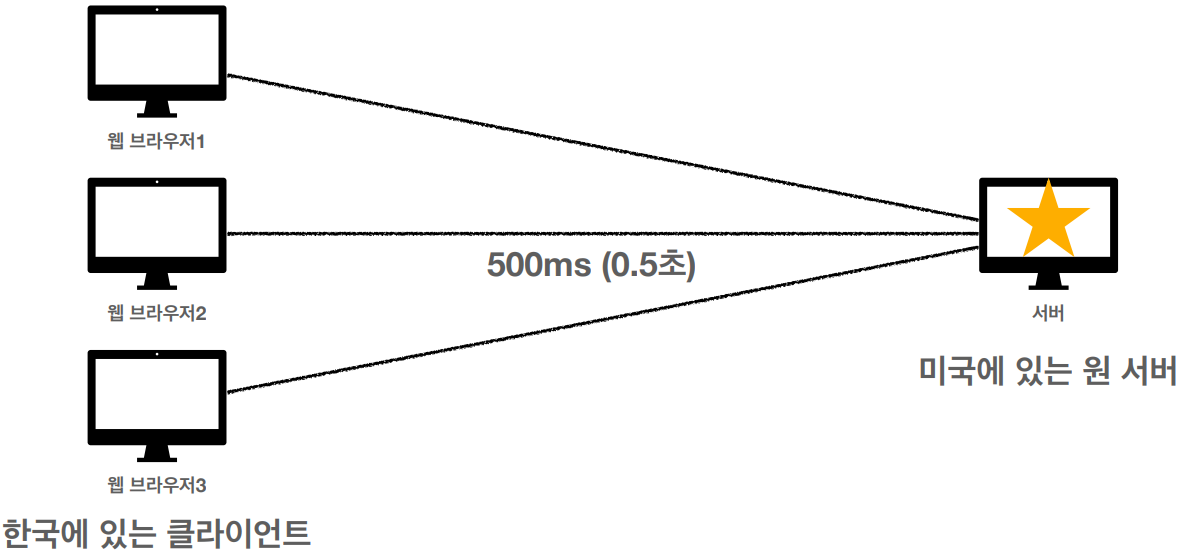 웹 브라우저1
웹 브라우저2
웹 브라우저3
한국에 있는 클라이언트
500ms (0.5초)
서버
미국에 있는 원 서버